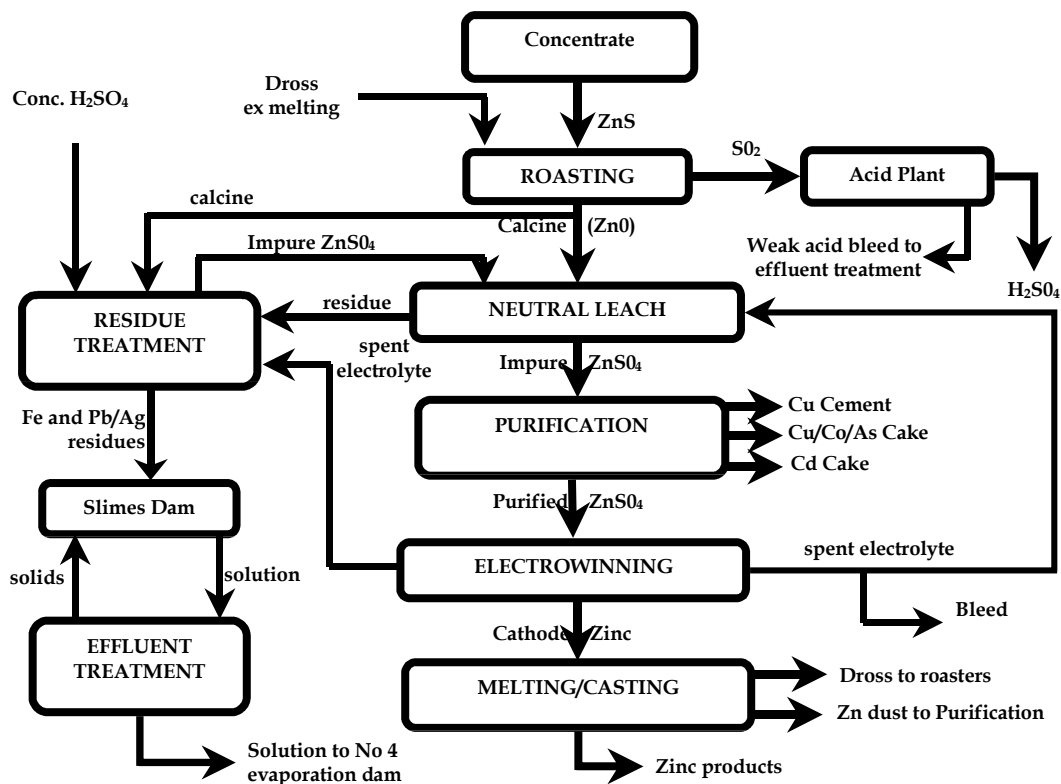 Concentrate
Dross
ex melting
Conc. H₂SO₄
ZnS
S0₂
ROASTING
Acid Plant
calcine
Calcine (Zn0)
Impure ZnS0₄
Weak acid bleed to
effluent treatment
H₂S0₄
residue
NEUTRAL LEACH
RESIDUE
TREATMENT
spent
electrolyte
Impure ZnS0₄
Cu Cement
PURIFICATION
Cu/Co/As Cake
Cd Cake
Fe and Pb/Ag
residues
Purified ZnS0₄
Slimes Dam
spent electrolyte
ELECTROWINNING
solids
solution
Bleed
Cathode Zinc
EFFLUENT
TREATMENT
MELTING/CASTING
Dross to roasters
Zn dust to Purification
Solution to No 4
evaporation dam
Zinc products